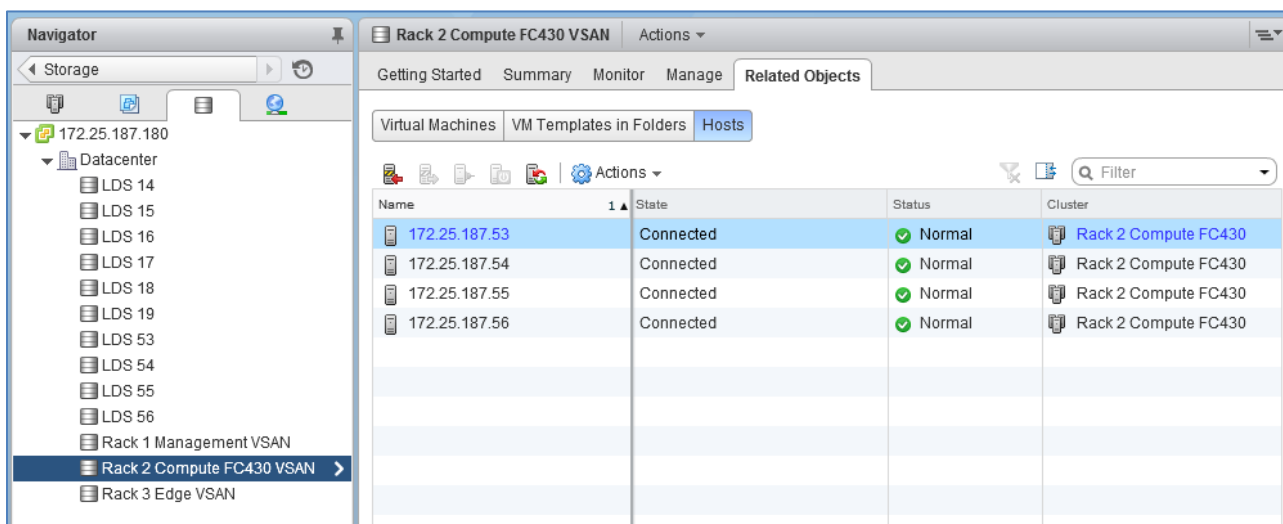 Navigator
Storage
172.25.187.180
Datacenter
LDS 14
LDS 15
LDS 16
LDS 17
LDS 18
LDS 19
LDS 53
LDS 54
LDS 55
LDS 56
Rack 1 Management VSAN
Rack 2 Compute FC430 VSAN
Rack 3 Edge VSAN
Rack 2 Compute FC430 VSAN Actions
Getting Started Summary Monitor Manage Related Objects
Virtual Machines VM Templates in Folders Hosts
Actions Filter
Name 1 State Status Cluster
172.25.187.53 Connected Normal Rack 2 Compute FC430
172.25.187.54 Connected Normal Rack 2 Compute FC430
172.25.187.55 Connected Normal Rack 2 Compute FC430
172.25.187.56 Connected Normal Rack 2 Compute FC430